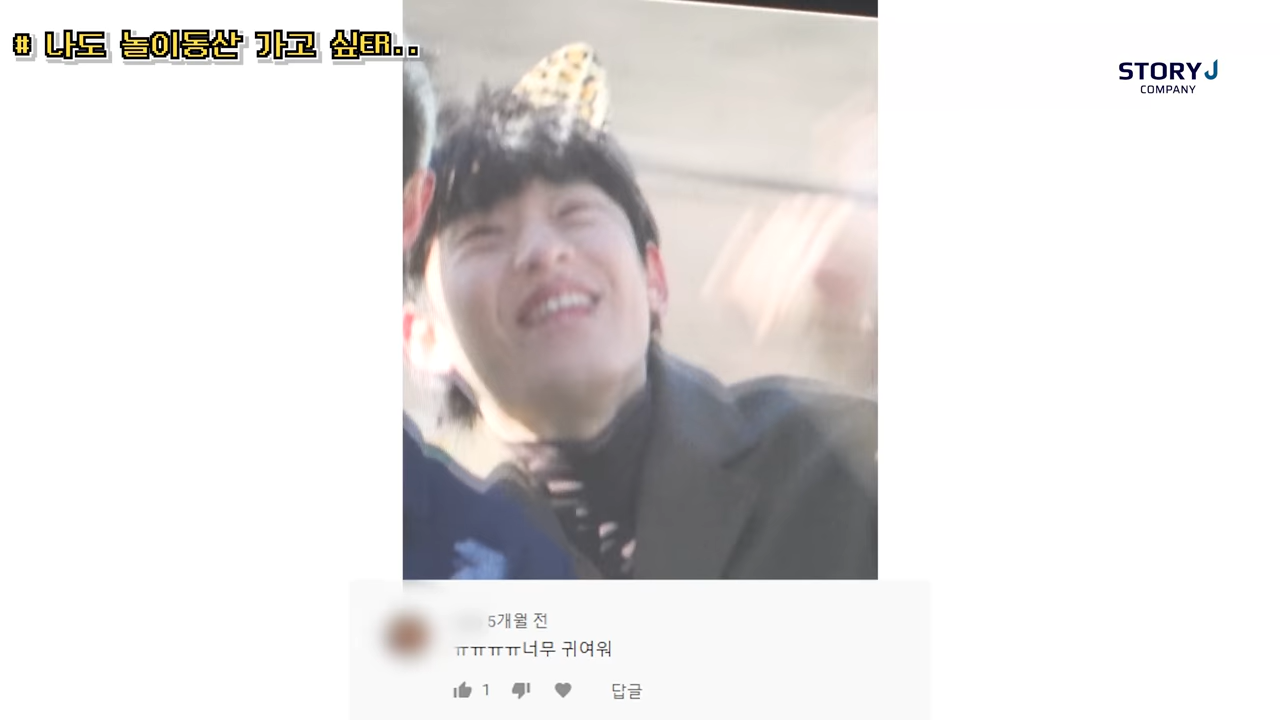 # 나도 놀이동산 가고 싶ER..
STORY J
COMPANY
5개월 전
ㅠㅠㅠㅠ너무 귀여워
1
답글